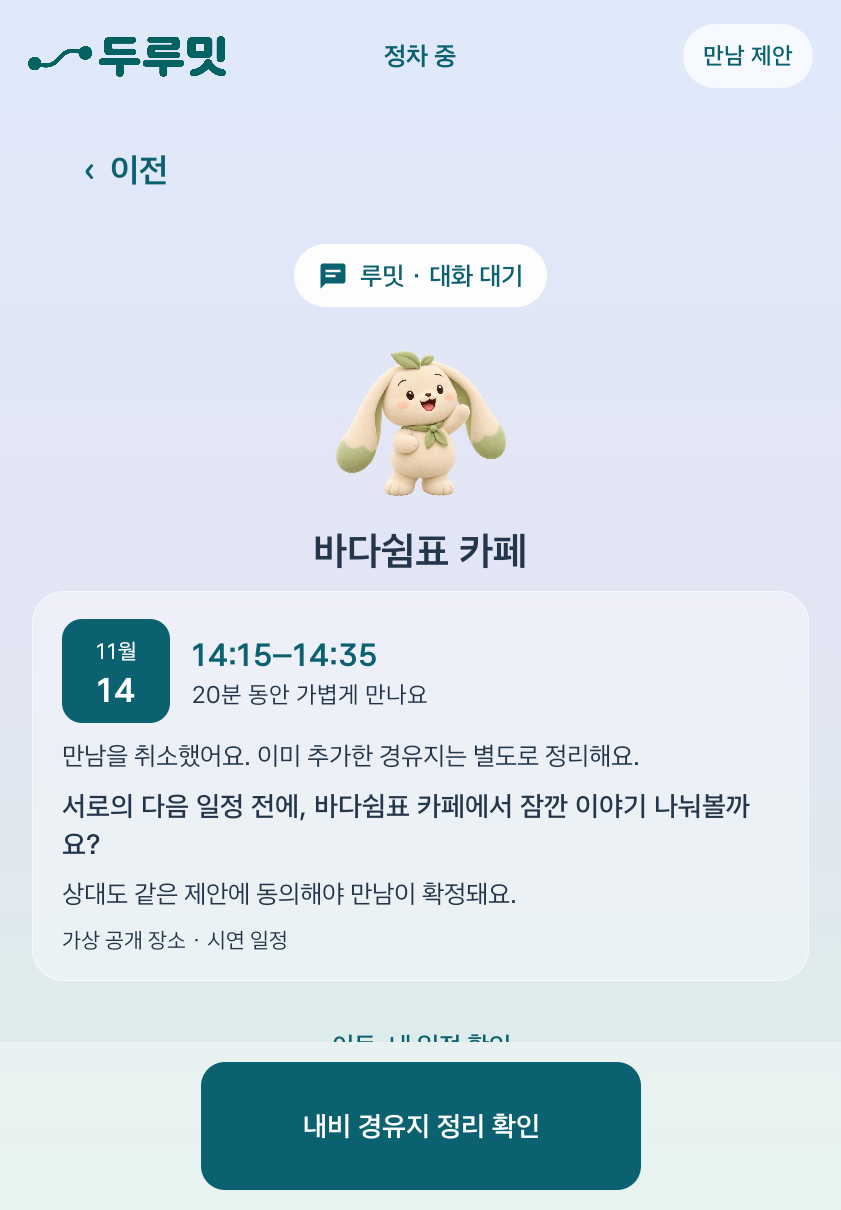 두루밋
정차 중
만남 제안
‹ 이전
루밋 · 대화 대기
바다쉼표 카페
11월
14
14:15–14:35
20분 동안 가볍게 만나요
만남을 취소했어요. 이미 추가한 경유지는 별도로 정리해요.
서로의 다음 일정 전에, 바다쉼표 카페에서 잠깐 이야기 나눠볼까
요?
상대도 같은 제안에 동의해야 만남이 확정돼요.
가상 공개 장소 · 시연 일정
내비 경유지 정리 확인